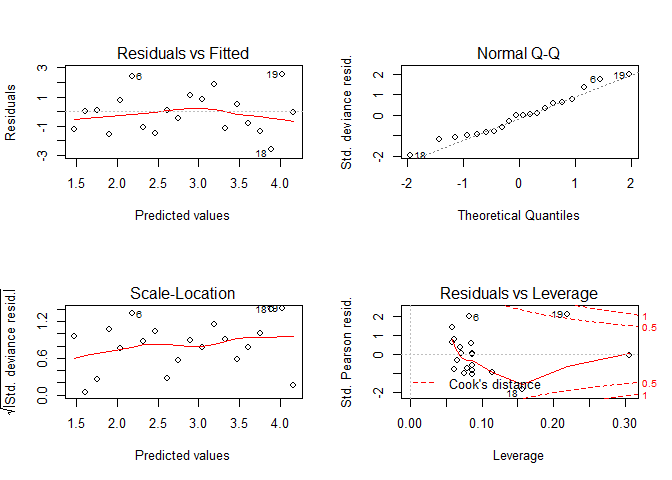 Residuals vs Fitted
Residuals
3
1
-1
-3
6
19
18
1.5 2.0 2.5 3.0 3.5 4.0
Predicted values
Normal Q-Q
Std. deviance resid.
2
1
0
-2
6
19
18
-2 -1 0 1 2
Theoretical Quantiles
Scale-Location
√|Std. deviance resid.|
1.2
0.6
0.0
6
18
19
1.5 2.0 2.5 3.0 3.5 4.0
Predicted values
Residuals vs Leverage
Std. Pearson resid.
2
1
0
-2
6
19
18
Cook's distance
1
0.5
0.5
1
0.00 0.10 0.20 0.30
Leverage